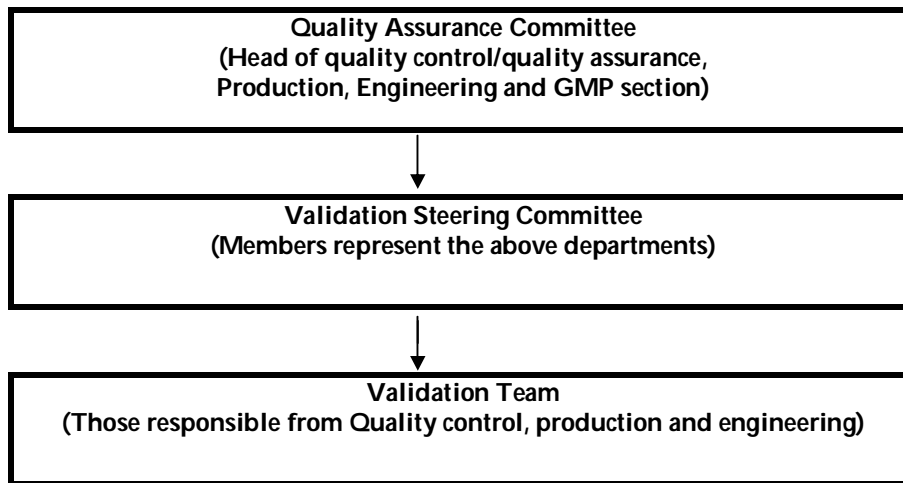 Quality Assurance Committee
(Head of quality control/quality assurance,
Production, Engineering and GMP section)
Validation Steering Committee
(Members represent the above departments)
Validation Team
(Those responsible from Quality control, production and engineering)